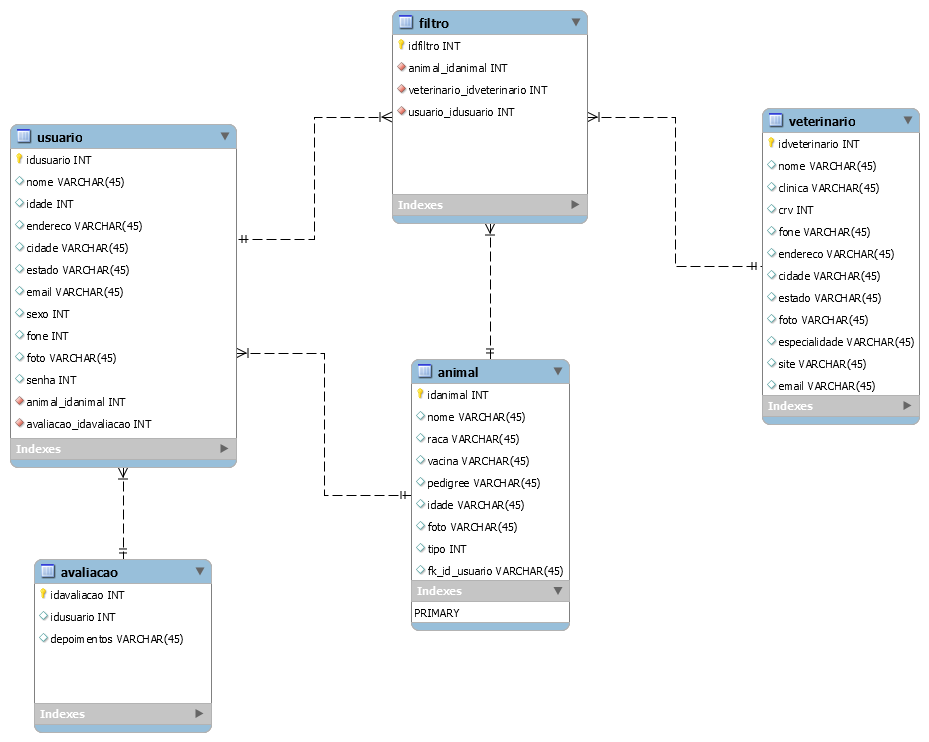 filtro
idfiltro INT
animal_idanimal INT
veterinario_idveterinario INT
usuario_idusuario INT
Indexes
usuario
idusuario INT
nome VARCHAR(45)
idade INT
endereco VARCHAR(45)
cidade VARCHAR(45)
estado VARCHAR(45)
email VARCHAR(45)
sexo INT
fone INT
foto VARCHAR(45)
senha INT
animal_idanimal INT
avaliacao_idavaliacao INT
Indexes
veterinario
idveterinario INT
nome VARCHAR(45)
clinica VARCHAR(45)
crv INT
fone VARCHAR(45)
endereco VARCHAR(45)
cidade VARCHAR(45)
estado VARCHAR(45)
foto VARCHAR(45)
especialidade VARCHAR(45)
site VARCHAR(45)
email VARCHAR(45)
Indexes
animal
idanimal INT
nome VARCHAR(45)
raca VARCHAR(45)
vacina VARCHAR(45)
pedigree VARCHAR(45)
idade VARCHAR(45)
foto VARCHAR(45)
tipo INT
fk_id_usuario VARCHAR(45)
Indexes
PRIMARY
avaliacao
idavaliacao INT
idusuario INT
depoimentos VARCHAR(45)
Indexes